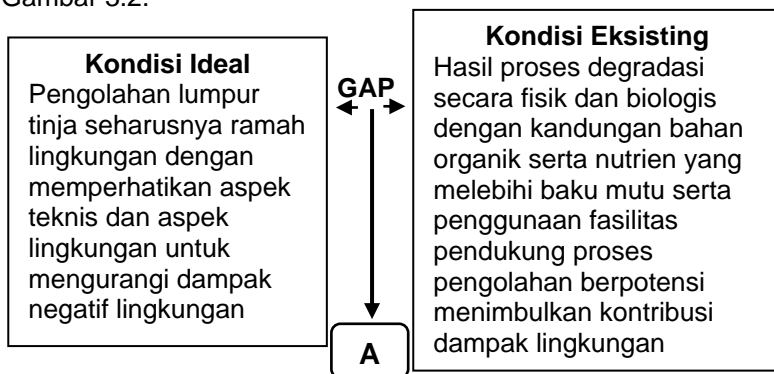 Gambar 3.2.
Kondisi Ideal
Pengolahan lumpur
tinja seharusnya ramah
lingkungan dengan
memperhatikan aspek
teknis dan aspek
lingkungan untuk
mengurangi dampak
negatif lingkungan
GAP
Kondisi Eksisting
Hasil proses degradasi
secara fisik dan biologis
dengan kandungan bahan
organik serta nutrien yang
melebihi baku mutu serta
penggunaan fasilitas
pendukung proses
pengolahan berpotensi
menimbulkan kontribusi
dampak lingkungan
A